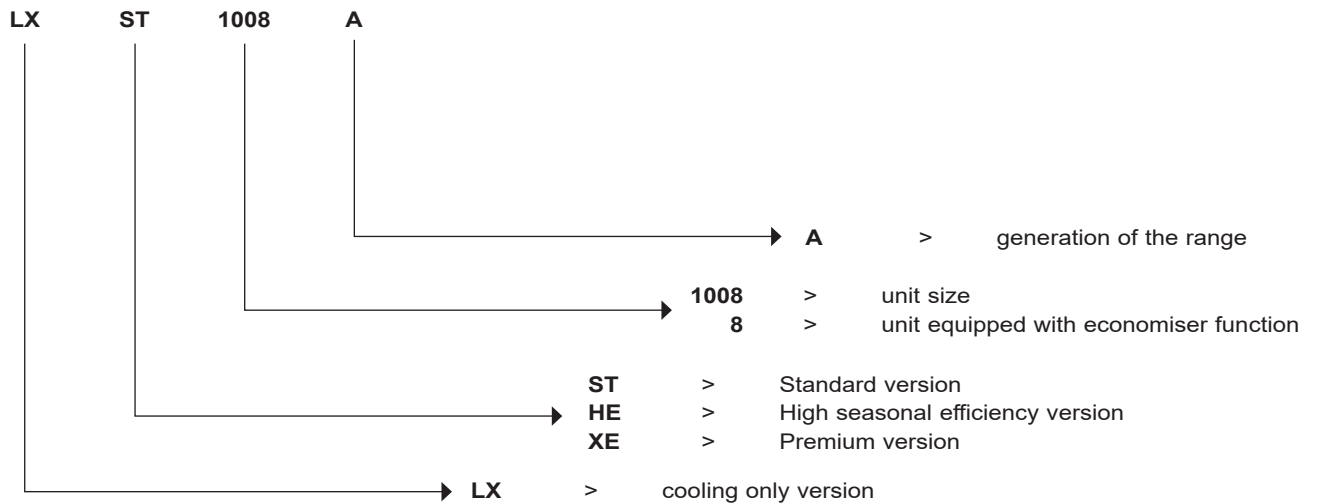 LX ST 1008 A
A > generation of the range
1008 > unit size
8 > unit equipped with economiser function
ST > Standard version
HE > High seasonal efficiency version
XE > Premium version
LX > cooling only version